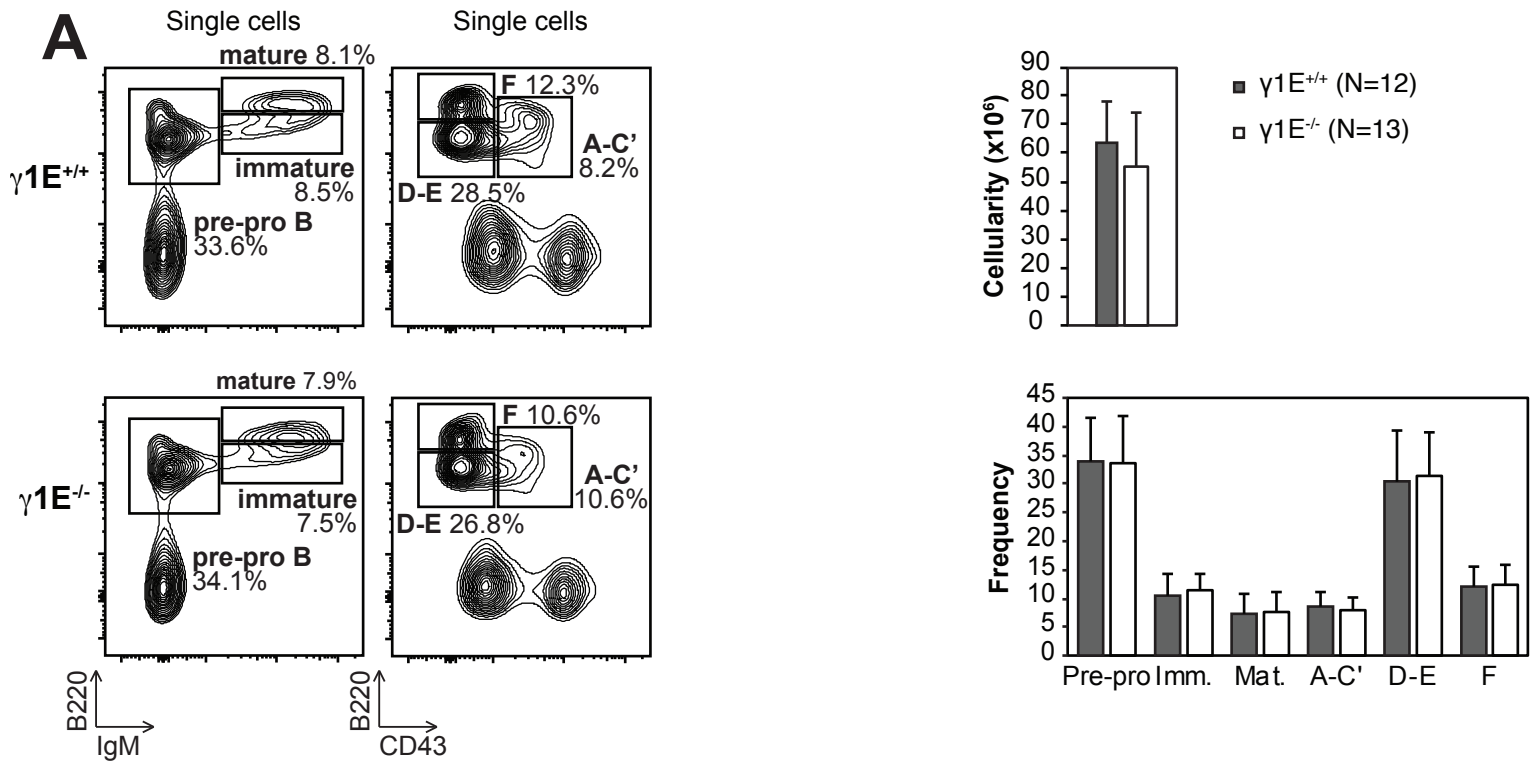 A
Single cells
Single cells
mature 8.1%
F 12.3%
A-C’
8.2%
immature
8.5%
D-E 28.5%
γ1E+/+
pre-pro B
33.6%
mature 7.9%
F 10.6%
A-C’
10.6%
immature
7.5%
D-E 26.8%
γ1E-/-
pre-pro B
34.1%
B220
IgM
B220
CD43
Cellularity (x10⁶)
90
80
70
60
50
40
30
20
10
0
γ1E+/+ (N=12)
γ1E-/- (N=13)
Frequency
45
40
35
30
25
20
15
10
5
0
Pre-pro Imm. Mat. A-C' D-E F